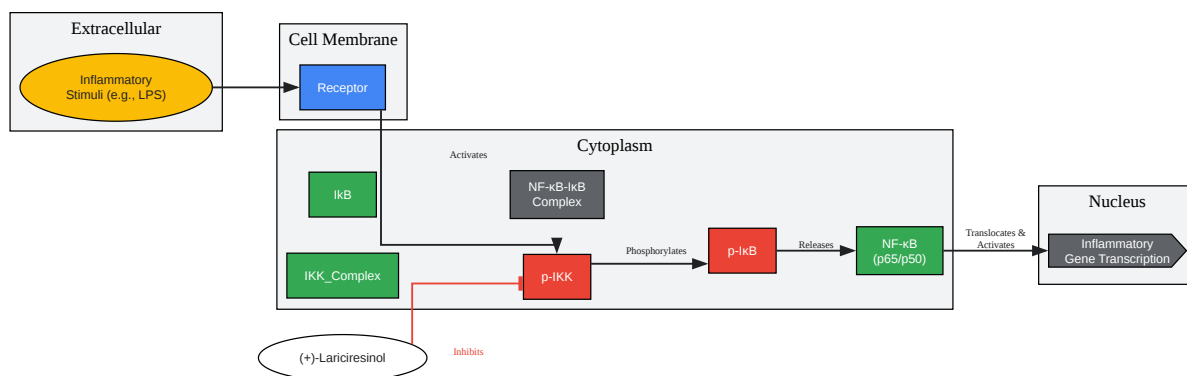 Extracellular
Inflammatory
Stimuli (e.g., LPS)
Cell Membrane
Receptor
Cytoplasm
Activates
IkB
NF-κB-IκB
Complex
IKK_Complex
p-IKK
Phosphorylates
p-IκB
Releases
NF-κB
(p65/p50)
Translocates &
Activates
Nucleus
Inflammatory
Gene Transcription
(+)-Lariciresinol
Inhibits